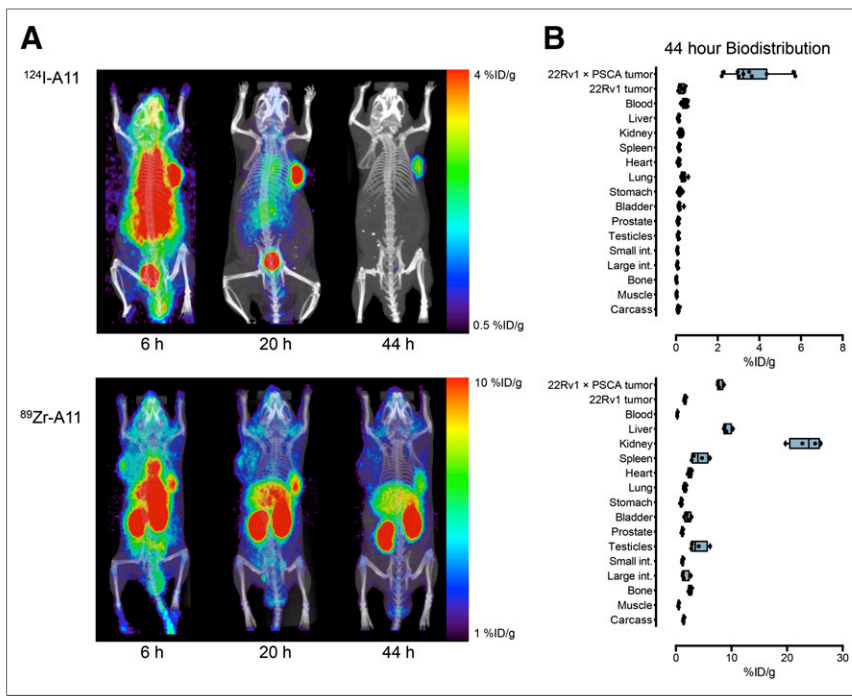 A
B
44 hour Biodistribution
¹²⁴I-A11
4 %ID/g
0.5 %ID/g
6 h
20 h
44 h
22Rv1 × PSCA tumor
22Rv1 tumor
Blood
Liver
Kidney
Spleen
Heart
Lung
Stomach
Bladder
Prostate
Testicles
Small int.
Large int.
Bone
Muscle
Carcass
0 2 4 6 8
%ID/g
⁸⁹Zr-A11
10 %ID/g
1 %ID/g
6 h
20 h
44 h
22Rv1 × PSCA tumor
22Rv1 tumor
Blood
Liver
Kidney
Spleen
Heart
Lung
Stomach
Bladder
Prostate
Testicles
Small int.
Large int.
Bone
Muscle
Carcass
0 10 20 30
%ID/g